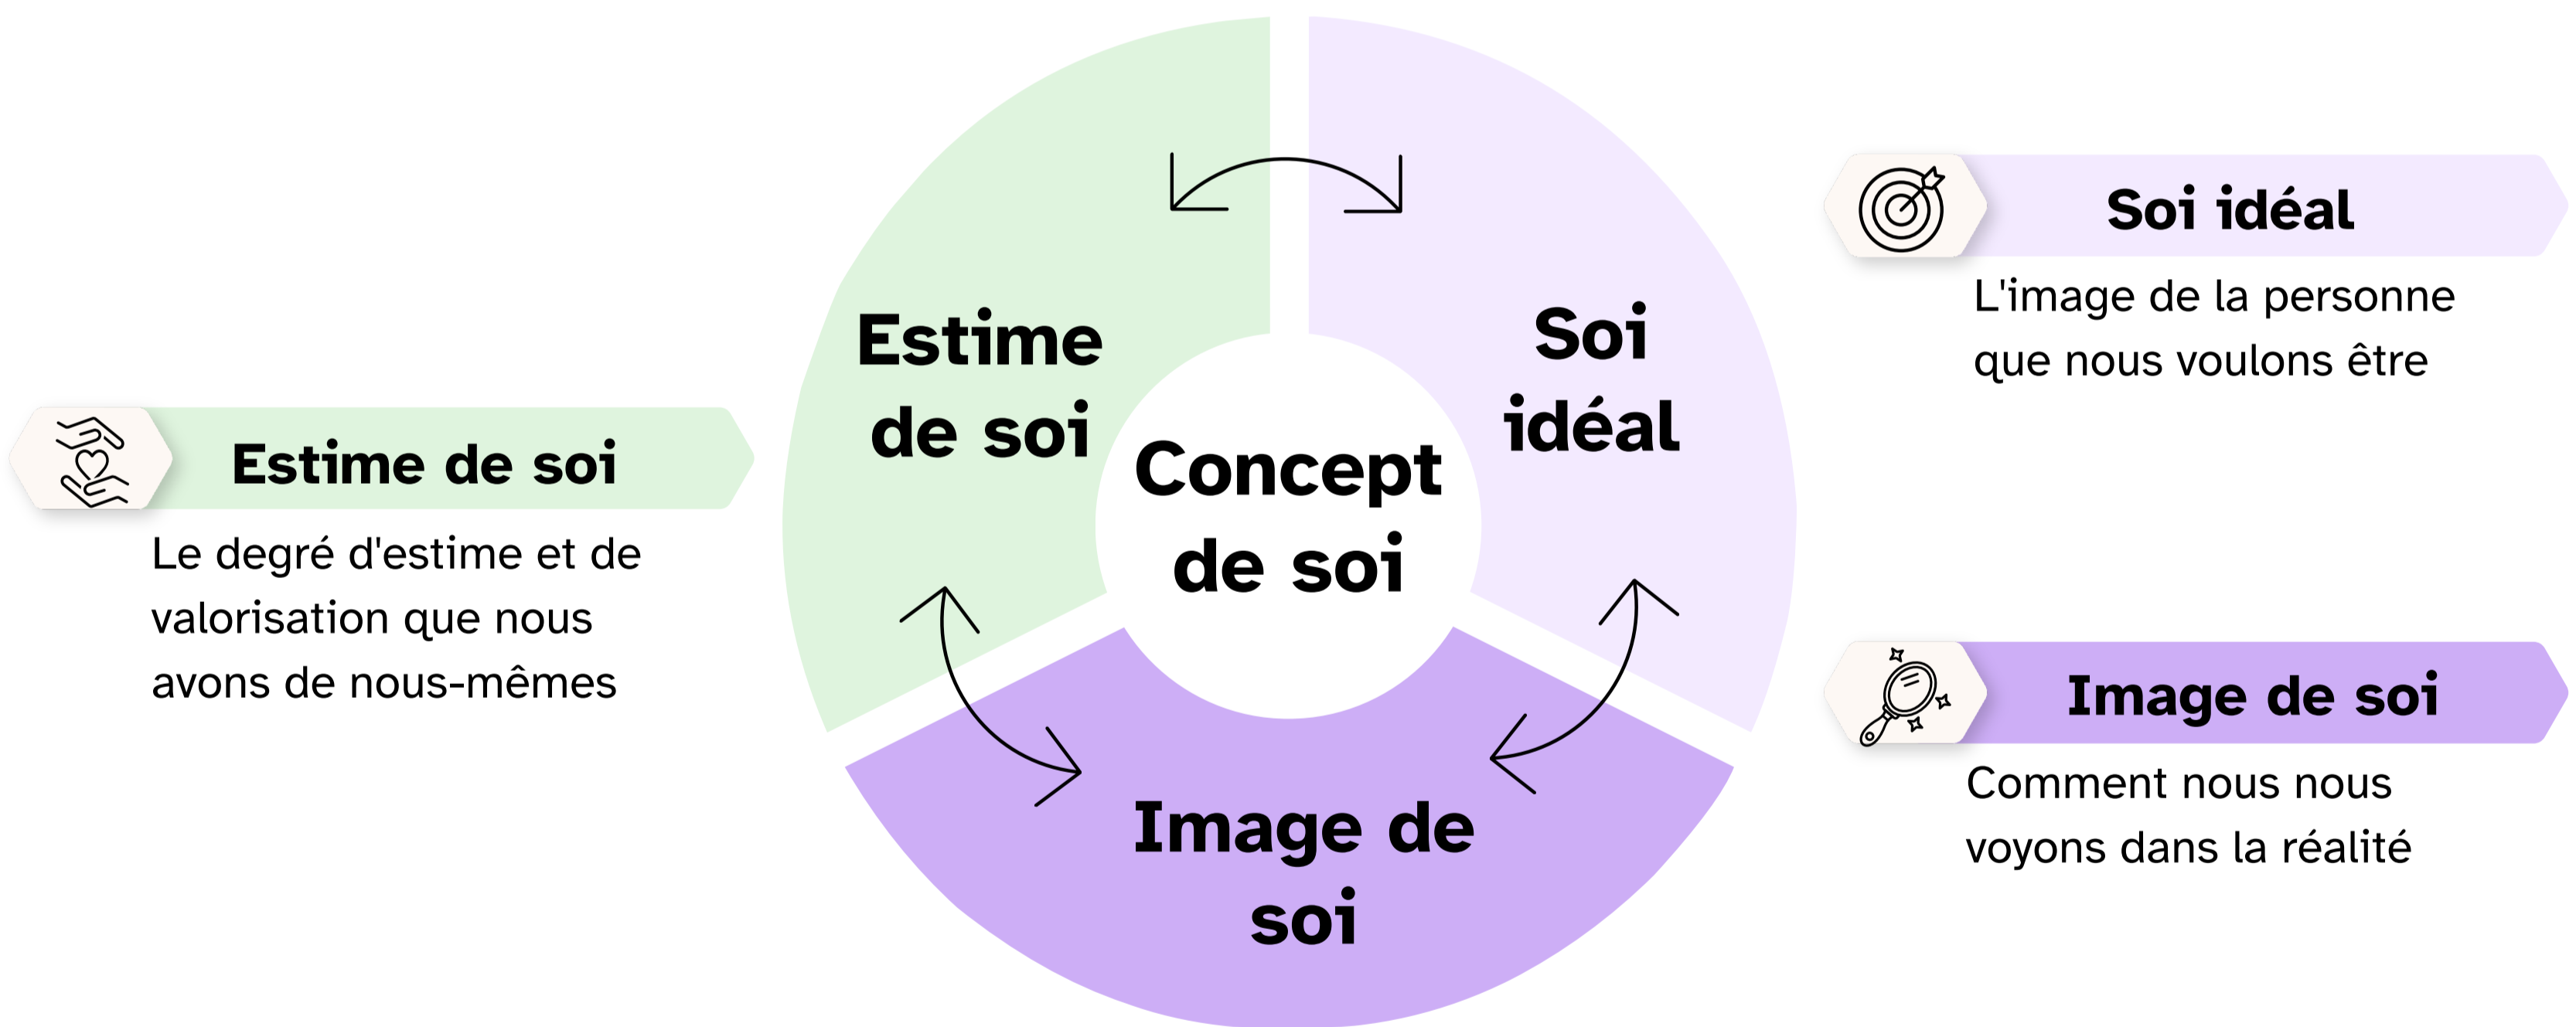 Estime
de soi
Soi
idéal
Concept
de soi
Image de
soi
Estime de soi
Le degré d'estime et de
valorisation que nous
avons de nous-mêmes
Soi idéal
L'image de la personne
que nous voulons être
Image de soi
Comment nous nous
voyons dans la réalité